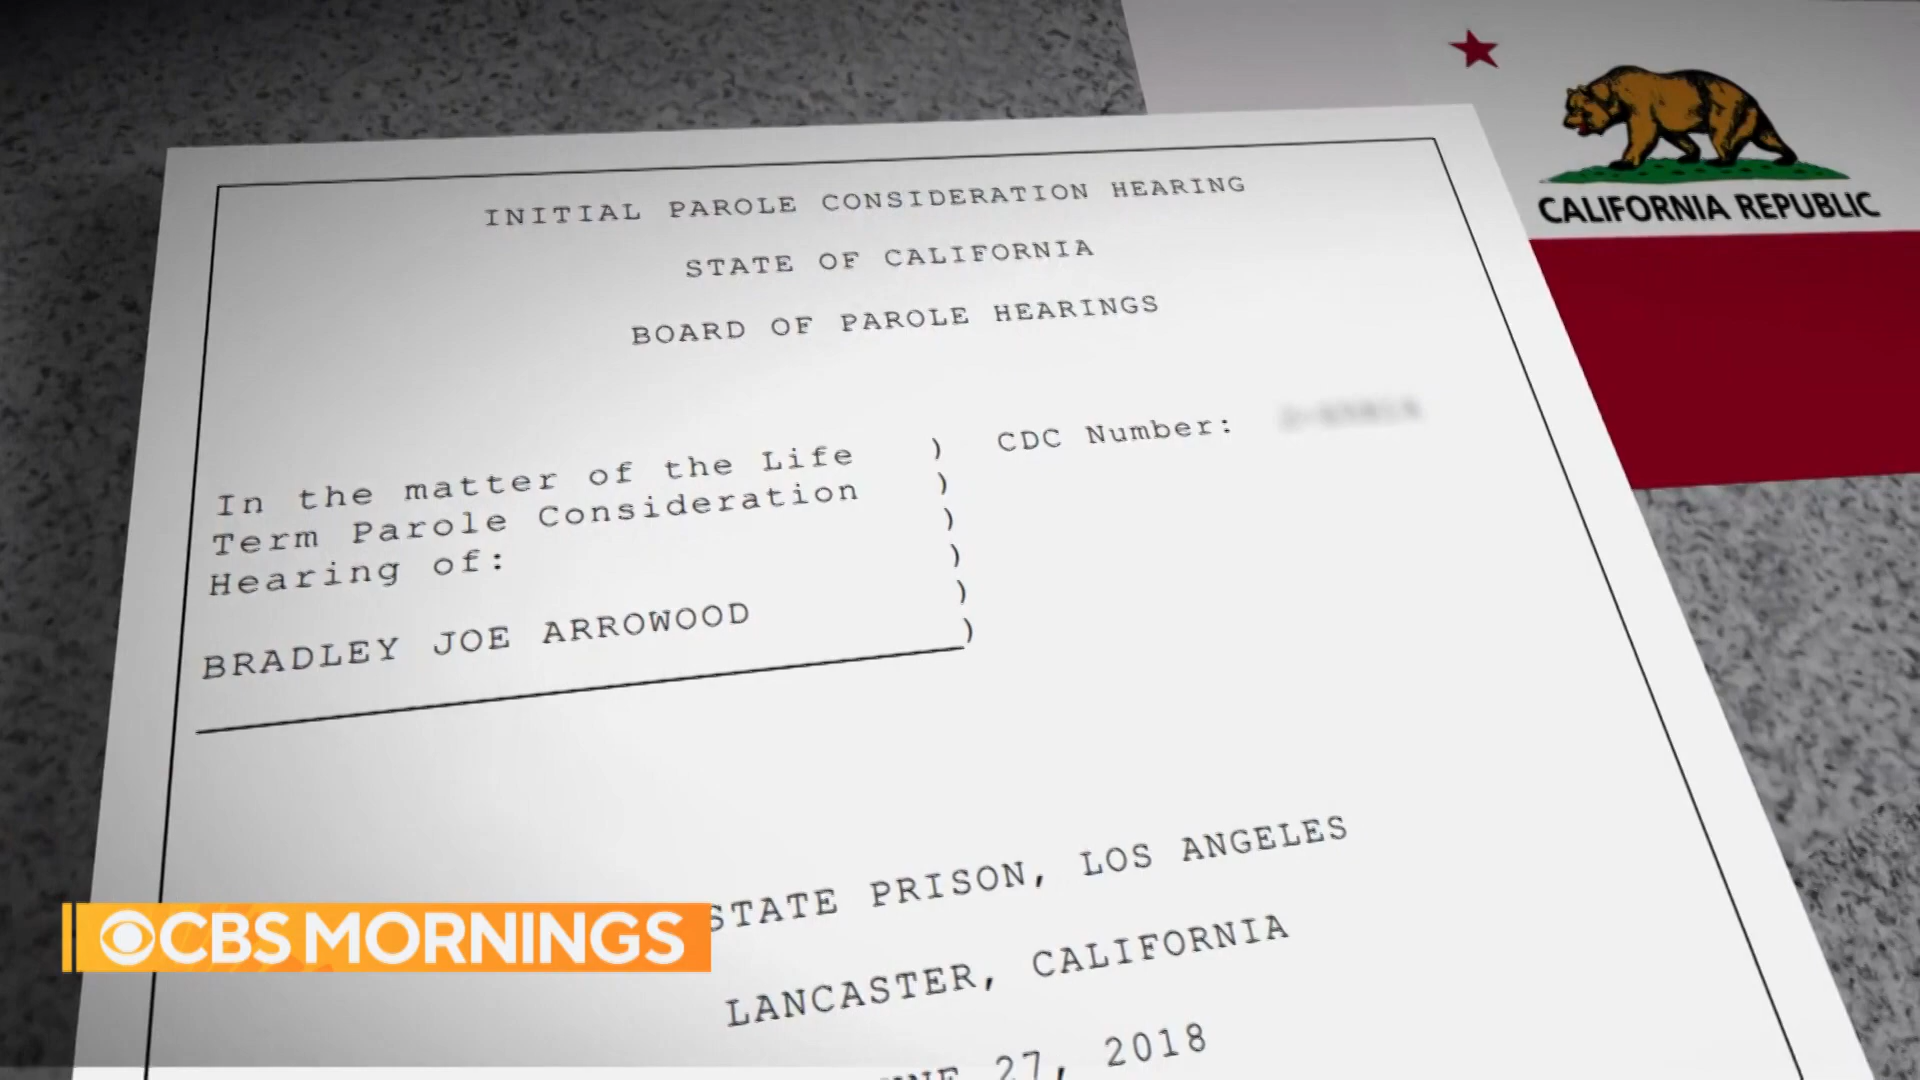 CALIFORNIA REPUBLIC
INITIAL PAROLE CONSIDERATION HEARING
STATE OF CALIFORNIA
BOARD OF PAROLE HEARINGS
In the matter of the Life ) CDC Number:
Term Parole Consideration )
Hearing of: )
)
BRADLEY JOE ARROWOOD )
)
STATE PRISON, LOS ANGELES
CBS MORNINGS
LANCASTER, CALIFORNIA
27, 2018